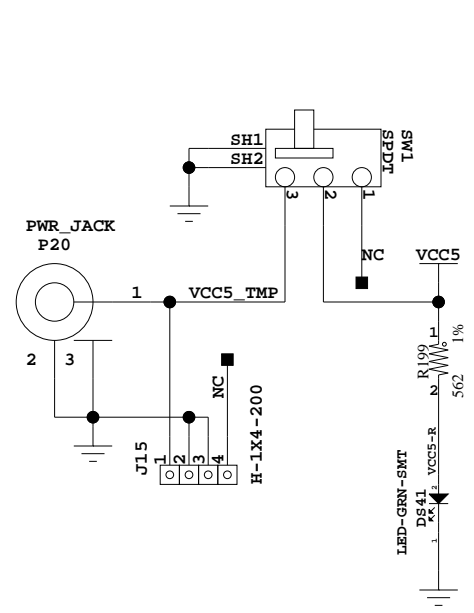 SH1
SH2
SW1
SPDT
3
2
1
PWR_JACK
P20
NC
VCC5
1
VCC5_TMP
2
3
1
1%
R199
562
2
NC
J15
1
2
3
4
H-1X4-200
VCC5-R
LED-GRN-SMT
DS41
2
1